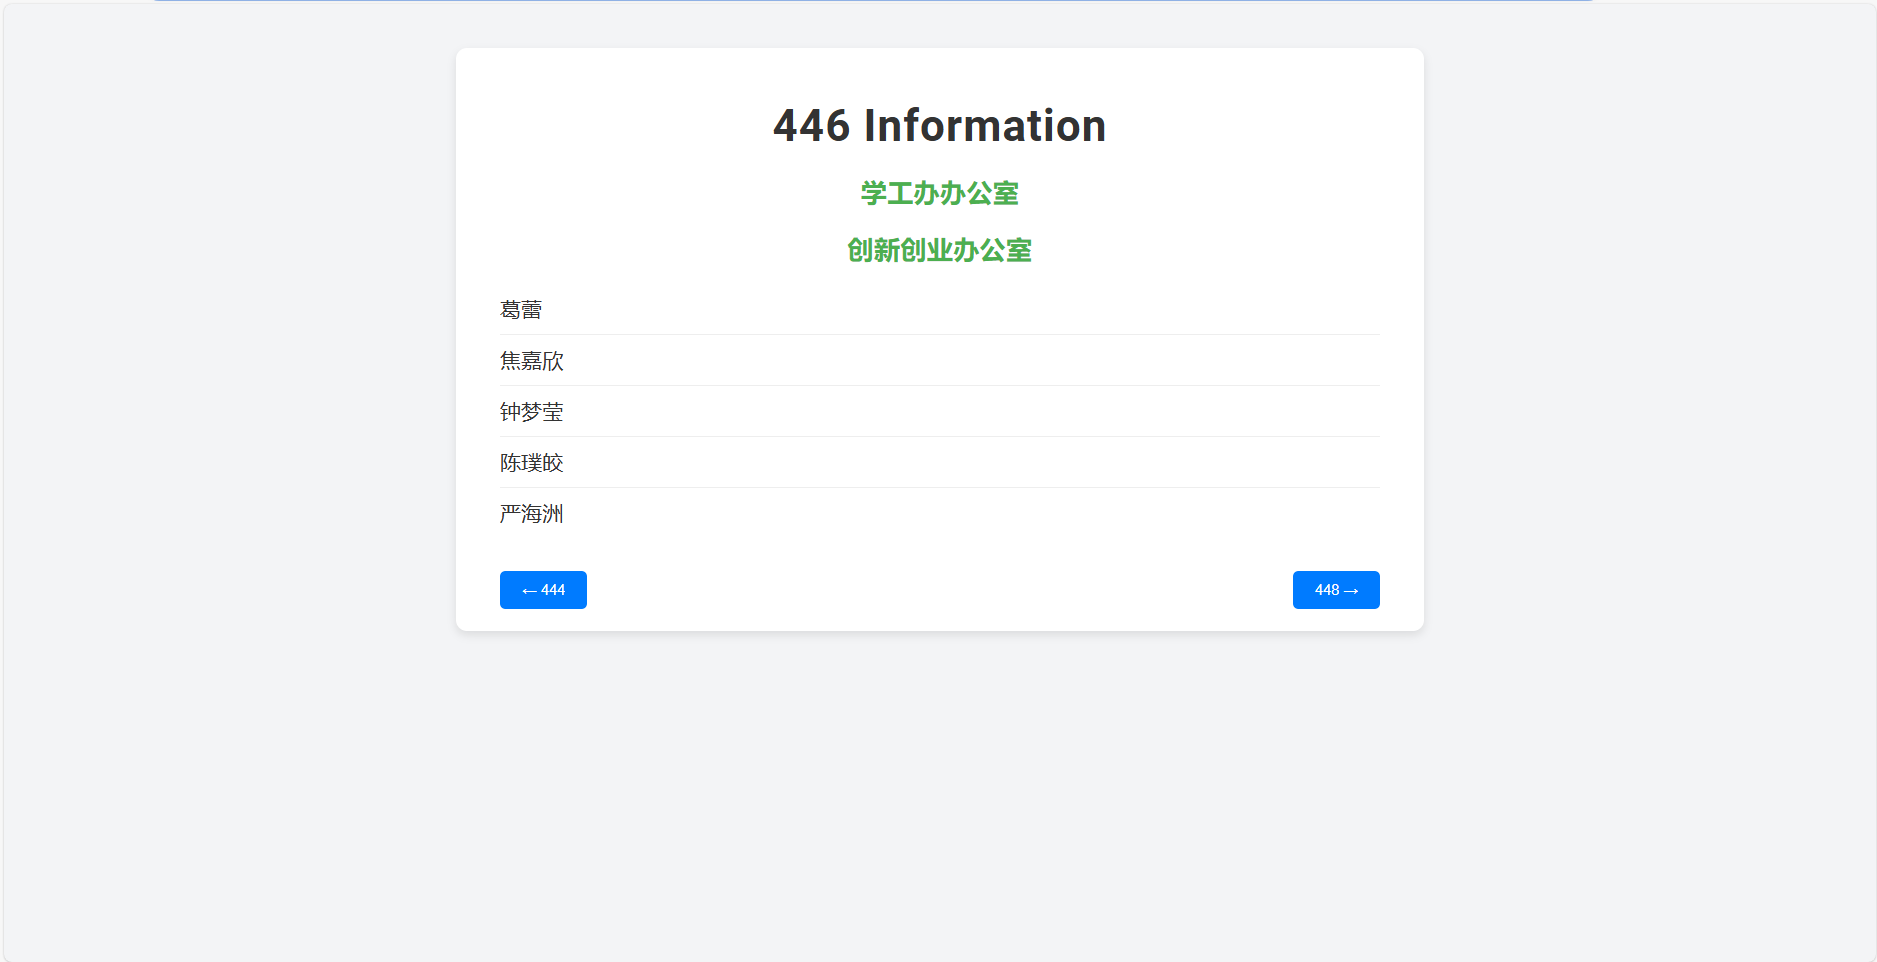 446 Information
学工办办公室
创新创业办公室
葛蕾
焦嘉欣
钟梦莹
陈璞皎
严海洲
← 444
448 →